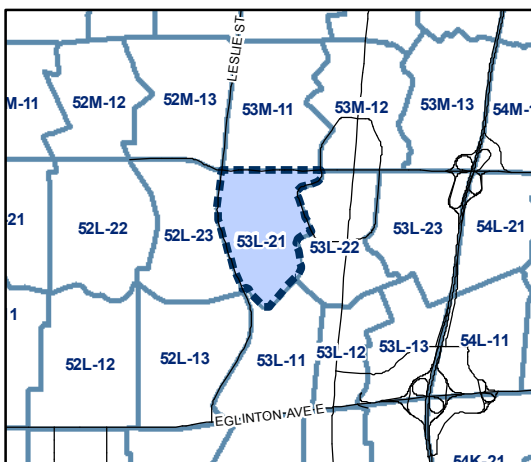 LESLIE ST
M-11
52M-12
52M-13
53M-11
53M-12
53M-13
54M-1
21
52L-22
52L-23
53L-21
53L-22
53L-23
54L-21
1
52L-12
52L-13
53L-11
53L-12
53L-13
54L-11
EGLINTON AVE E
54K-21